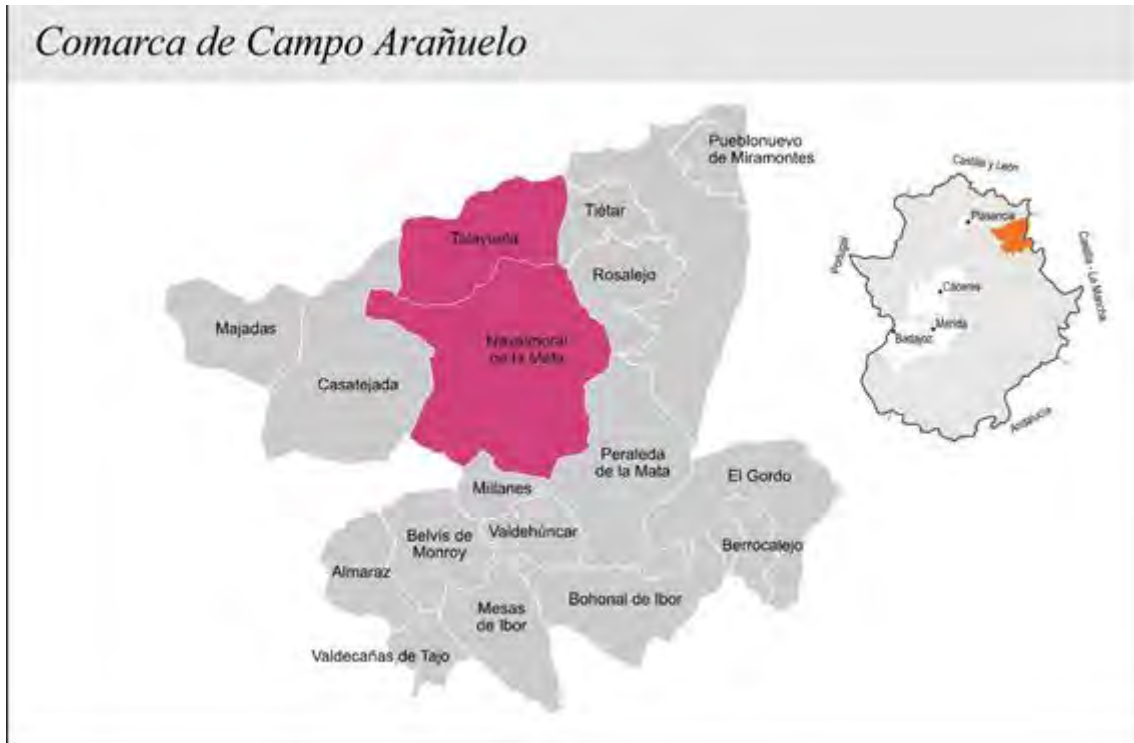 Comarca de Campo Arañuelo
Pueblonuevo
de Miramontes
Castilla y León
Tiétar
Plasencia
Talayuela
Portugal
Castilla - La Mancha
Rosalejo
Cáceres
Majadas
Navalmoral
de la Mata
Mérida
Badajoz
Casatejada
Andalucía
Peraleda
de la Mata
El Gordo
Millanes
Belvís de
Monroy
Valdehúncar
Berrocalejo
Almaraz
Bohonal de Ibor
Mesas
de Ibor
Valdecañas de Tajo